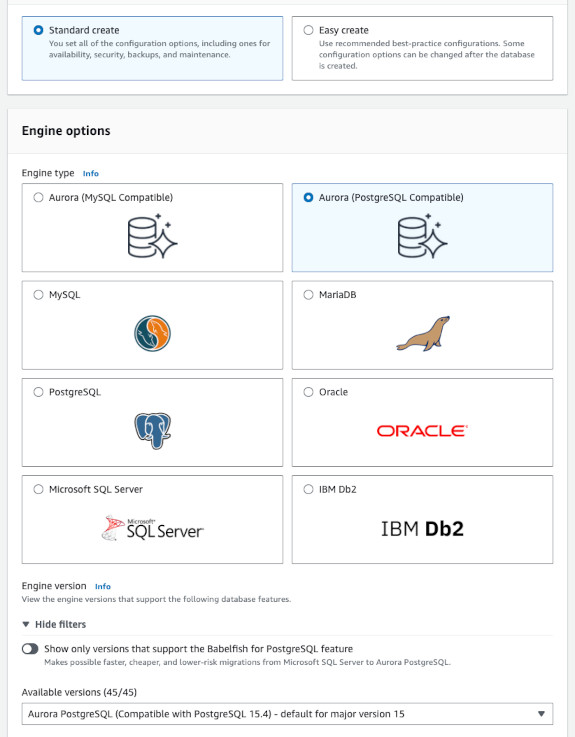 Standard create
You set all of the configuration options, including ones for
availability, security, backups, and maintenance.
Easy create
Use recommended best-practice configurations. Some
configuration options can be changed after the database
is created.
Engine options
Engine type Info
Aurora (MySQL Compatible)
Aurora (PostgreSQL Compatible)
MySQL
MariaDB
PostgreSQL
Oracle
ORACLE
Microsoft SQL Server
Microsoft
SQL Server
IBM Db2
IBM Db2
Engine version Info
View the engine versions that support the following database features.
Hide filters
Show only versions that support the Babelfish for PostgreSQL feature
Makes possible faster, cheaper, and lower-risk migrations from Microsoft SQL Server to Aurora PostgreSQL.
Available versions (45/45)
Aurora PostgreSQL (Compatible with PostgreSQL 15.4) - default for major version 15